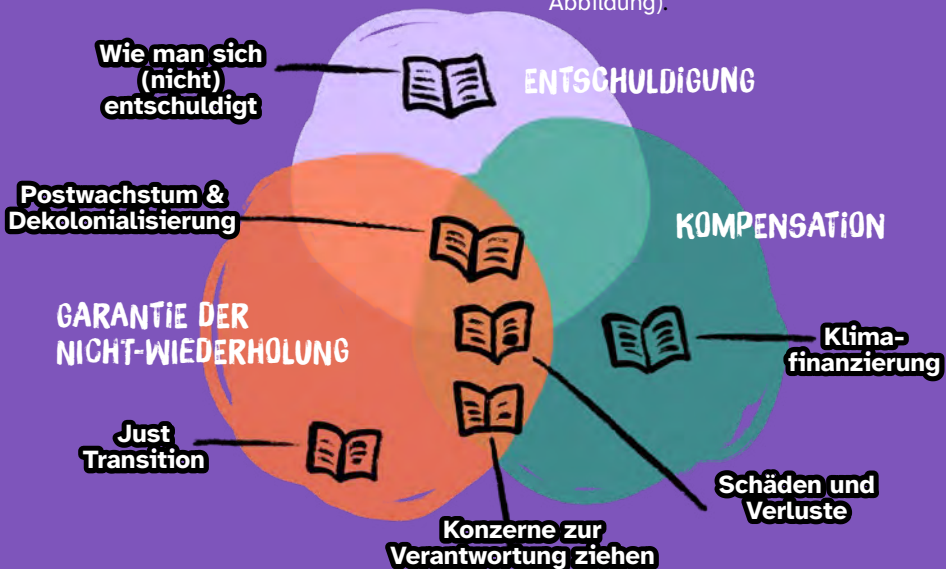 Abbildung).
Wie man sich
(nicht)
entschuldigt
ENTSCHULDiGUNG
Postwachstum &
Dekolonialisierung
KOMPENSATiON
GARANTiE DER
NiCHT-WiEDERHOLUNG
Klima-
finanzierung
Just
Transition
Schäden und
Verluste
Konzerne zur
Verantwortung ziehen